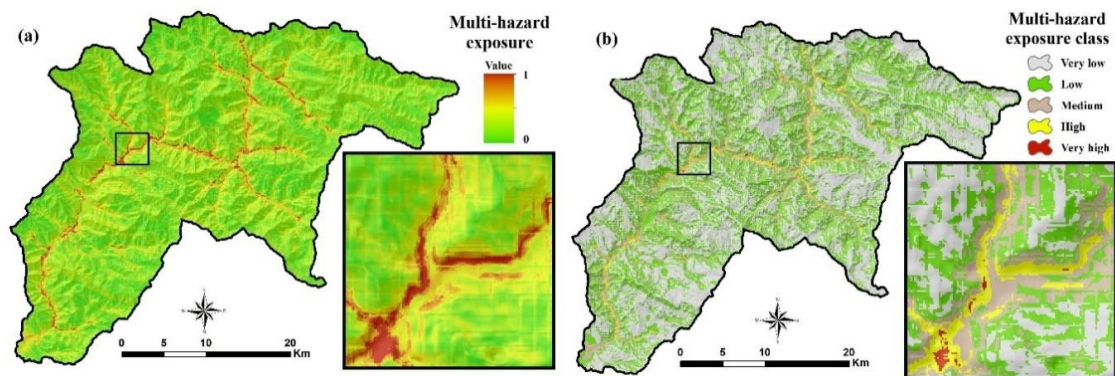 (a)
Multi-hazard
exposure
Value
1
0
0 5 10 20
Km
(b)
Multi-hazard
exposure class
Very low
Low
Medium
High
Very high
0 5 10 20
Km